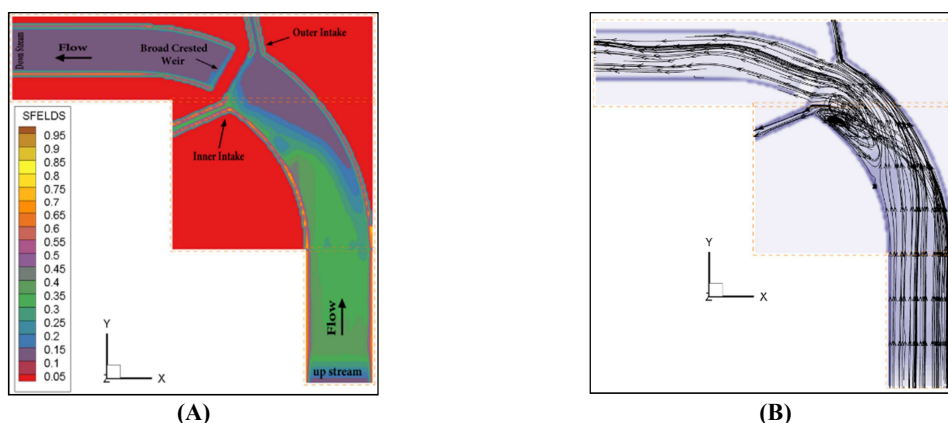 Outer Intake
Flow
Broad Crested
Weir
Down Stream
SFELDS
0.95
0.9
0.85
0.8
0.75
0.7
0.65
0.6
0.55
0.5
0.45
0.4
0.35
0.3
0.25
0.2
0.15
0.1
0.05
Inner Intake
Flow
up stream
Y
Z
X
(A)
Y
Z
X
(B)